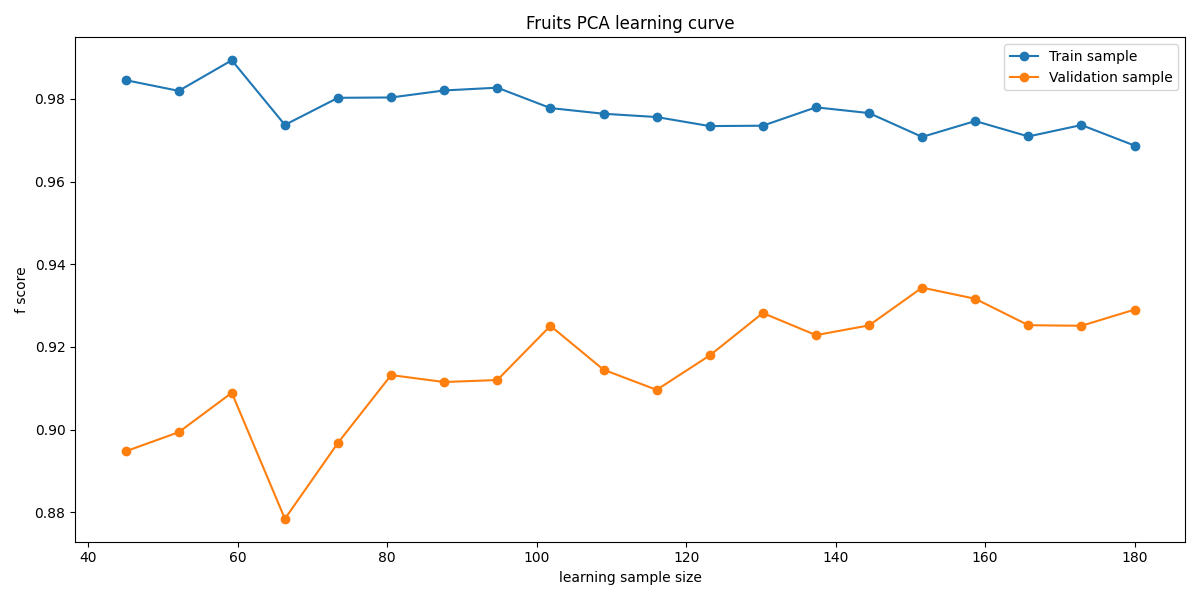 Fruits PCA learning curve
Train sample
Validation sample
f score
0.98
0.96
0.94
0.92
0.90
0.88
40 60 80 100 120 140 160 180
learning sample size